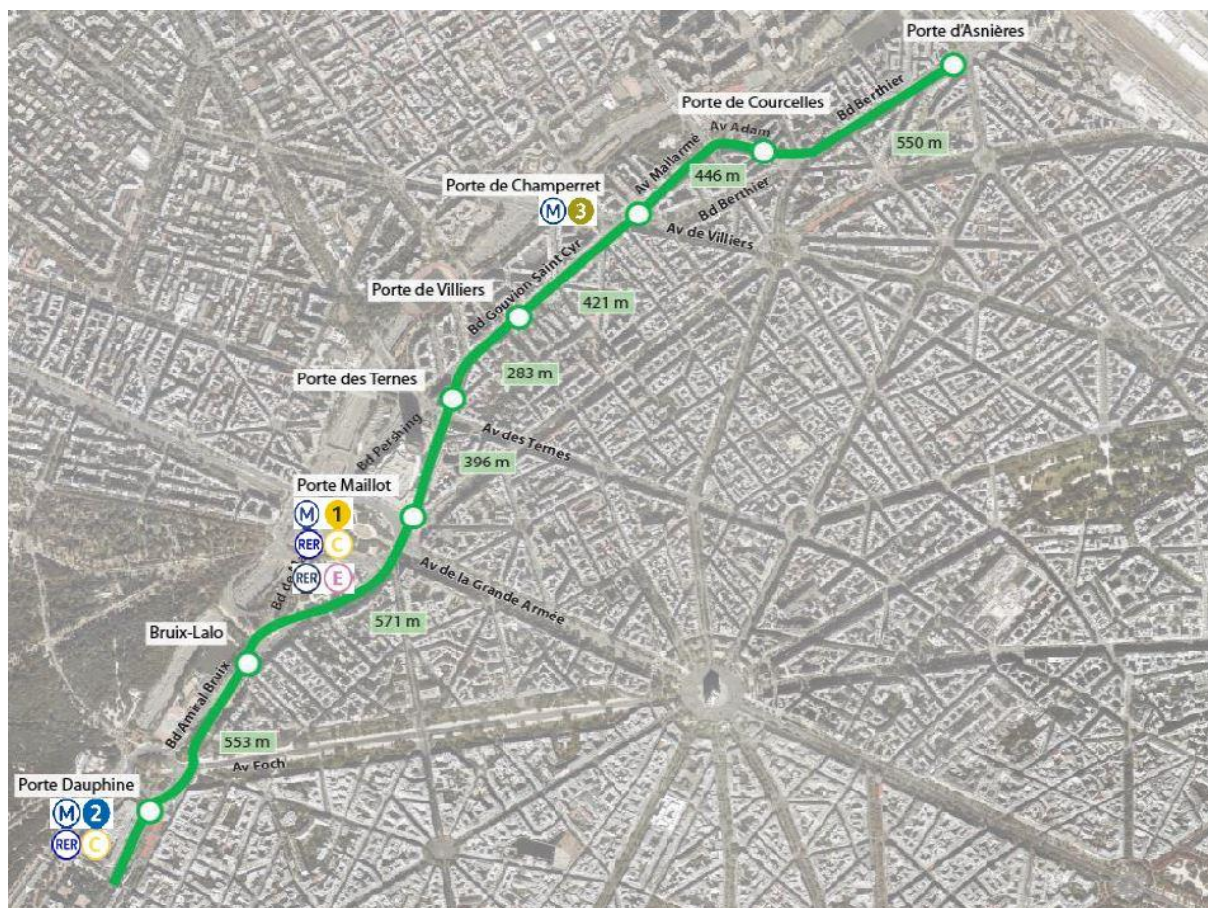 Porte d'Asnières
Porte de Courcelles
Bd Berthier
Av Adam
550 m
Av Mallarmé
446 m
Porte de Champerret
M 3
Bd Berthier
Av de Villiers
Bd Gouvion Saint Cyr
Porte de Villiers
421 m
283 m
Porte des Ternes
Bd Pershing
Av des Ternes
396 m
Porte Maillot
M 1
RER C
RER E
Bd de
Av de la Grande Armée
571 m
Bruix-Lalo
Bd Amiral Bruix
553 m
Av Foch
Porte Dauphine
M 2
RER C